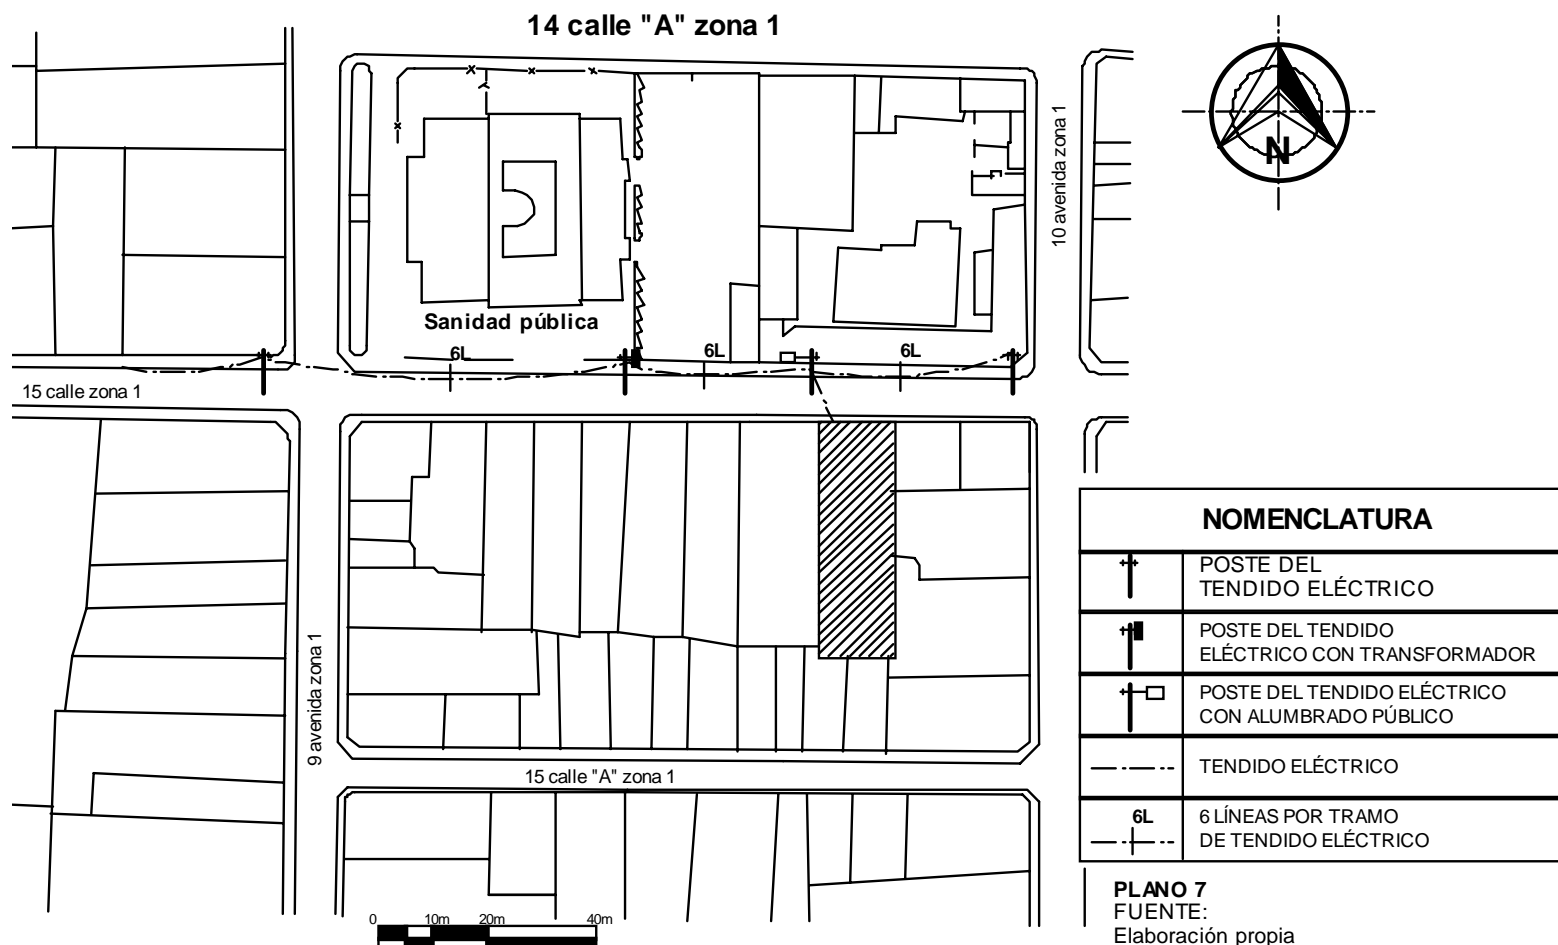 14 calle "A" zona 1
10 avenida zona 1
N
Sanidad pública
6L
6L
6L
15 calle zona 1
9 avenida zona 1
15 calle "A" zona 1
NOMENCLATURA
POSTE DEL
TENDIDO ELÉCTRICO
POSTE DEL TENDIDO
ELÉCTRICO CON TRANSFORMADOR
POSTE DEL TENDIDO ELÉCTRICO
CON ALUMBRADO PÚBLICO
TENDIDO ELÉCTRICO
6L
6 LÍNEAS POR TRAMO
DE TENDIDO ELÉCTRICO
PLANO 7
FUENTE:
Elaboración propia
0 10m 20m 40m